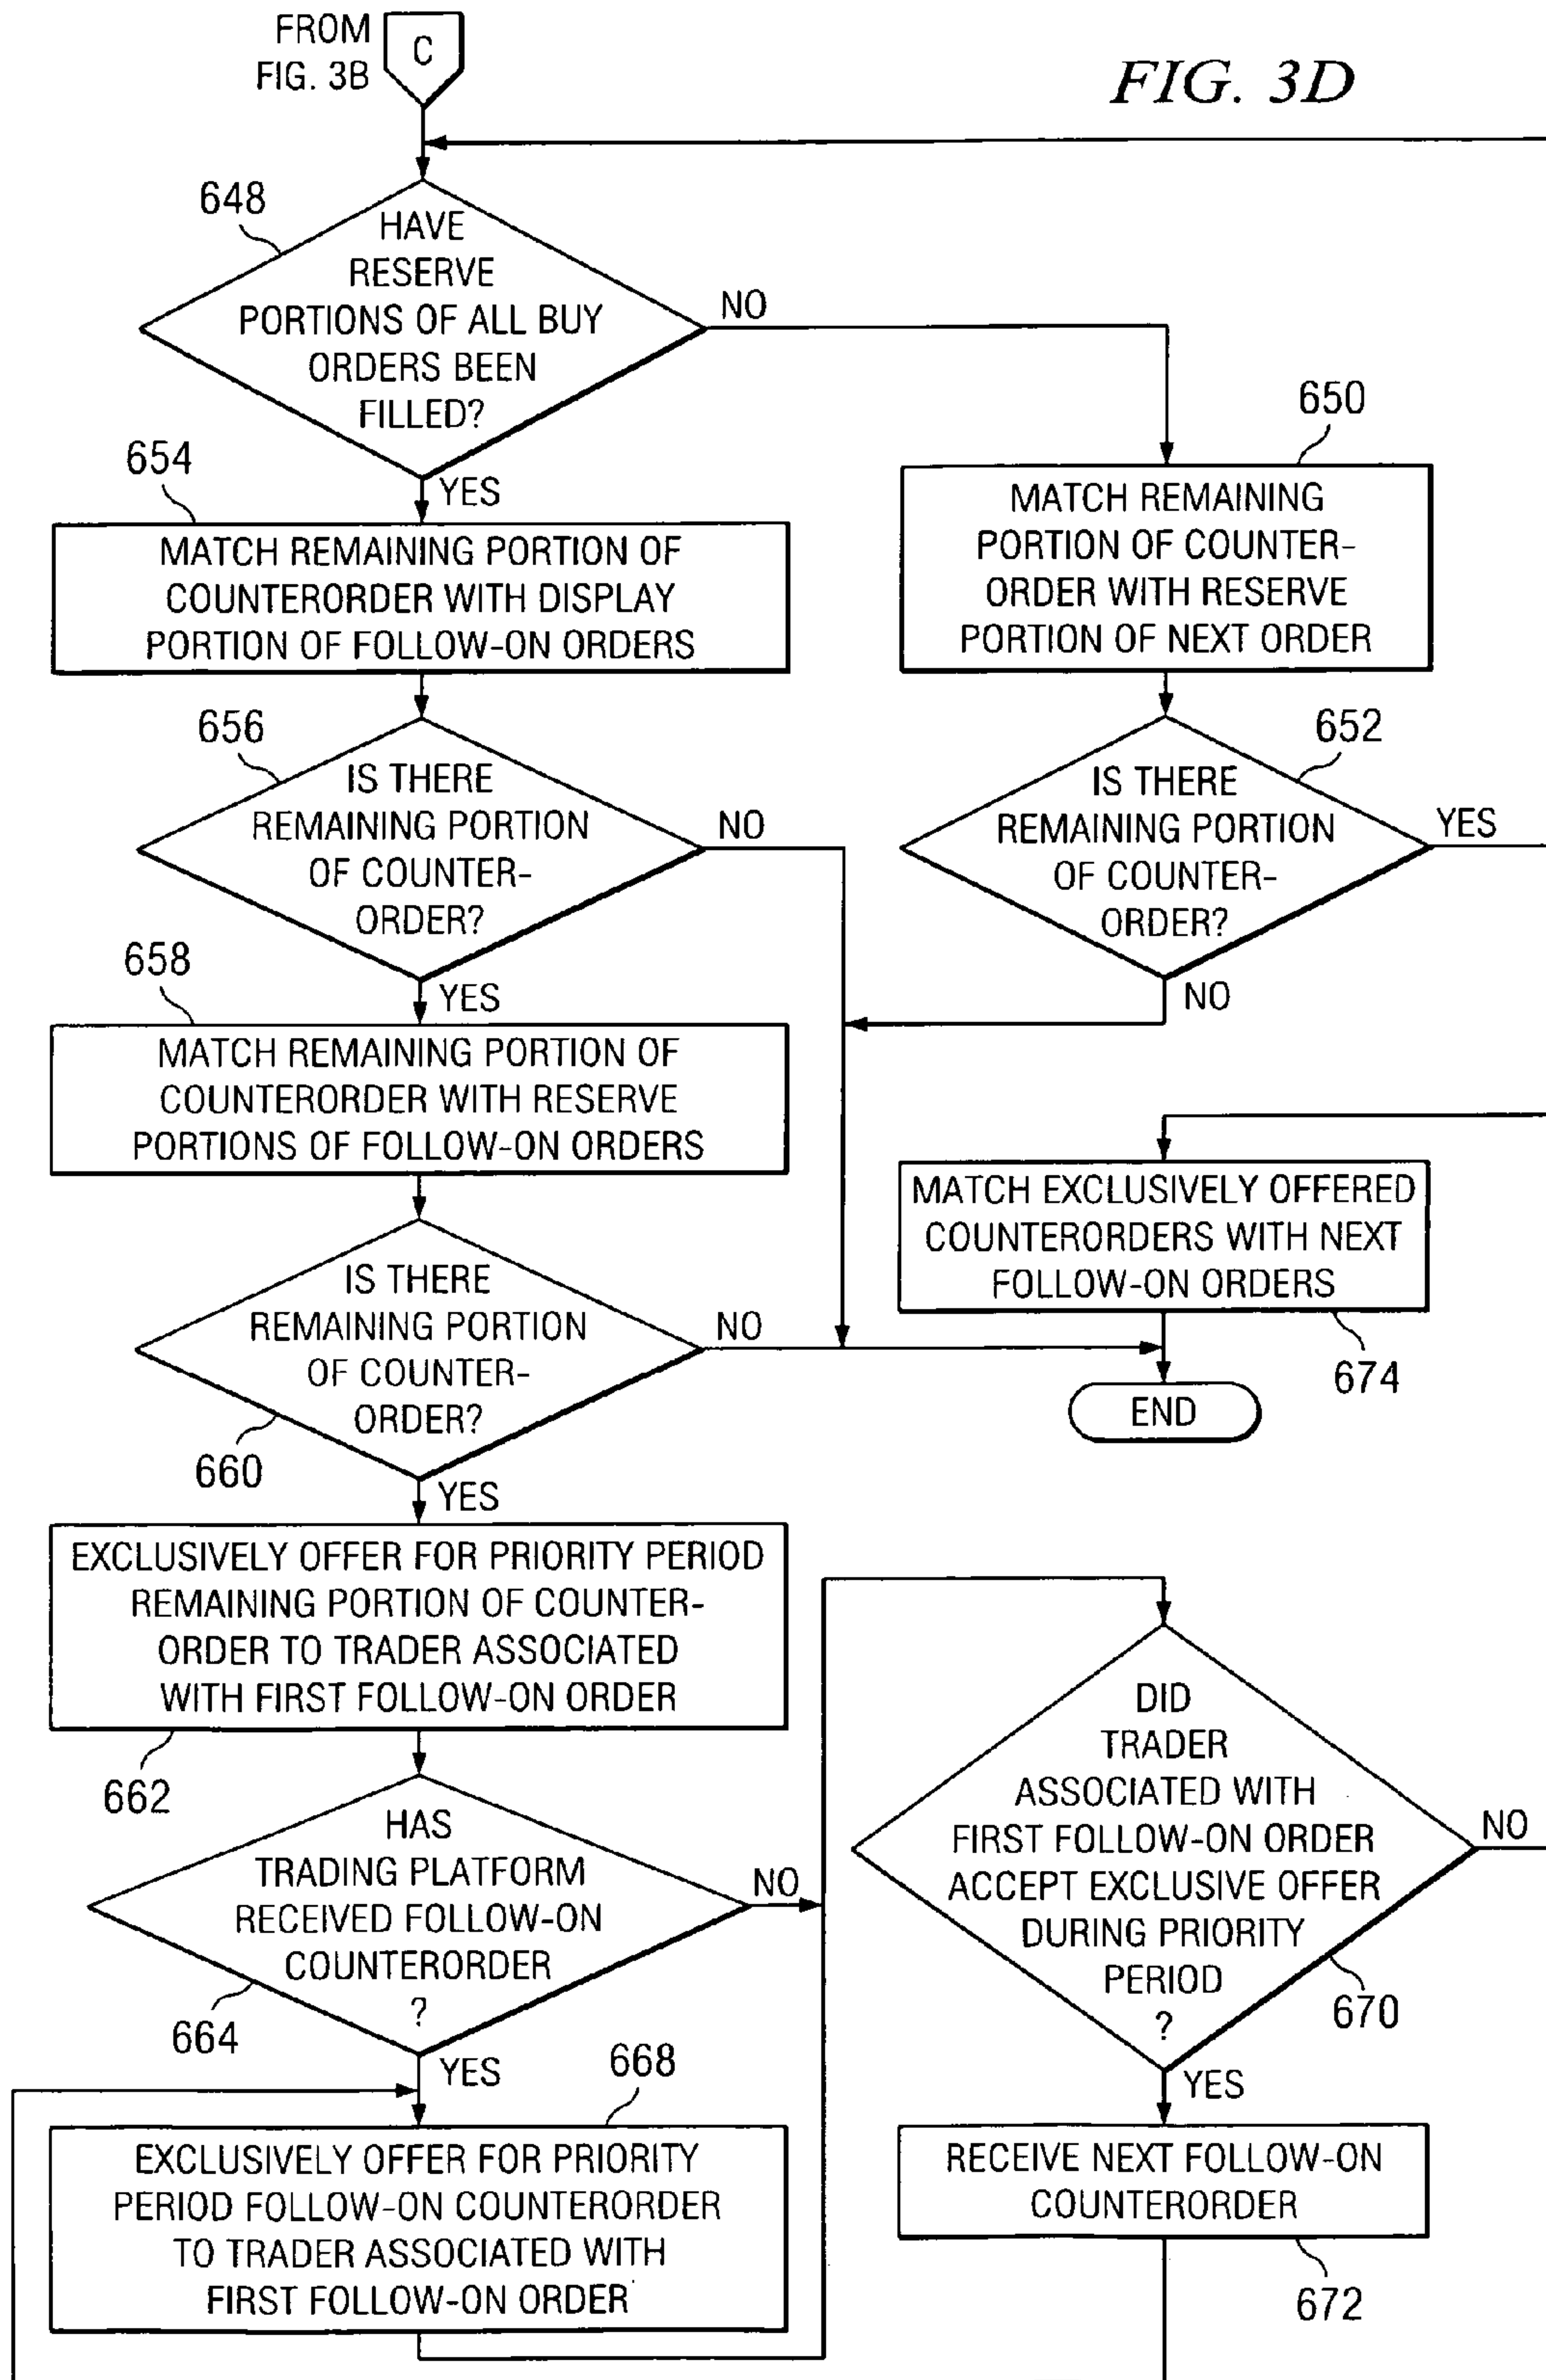 FROM
FIG. 3B
C
FIG. 3D
648
HAVE
RESERVE
PORTIONS OF ALL BUY
ORDERS BEEN
FILLED?
NO
YES
650
MATCH REMAINING
PORTION OF COUNTER-
ORDER WITH RESERVE
PORTION OF NEXT ORDER
654
MATCH REMAINING PORTION OF
COUNTERORDER WITH DISPLAY
PORTION OF FOLLOW-ON ORDERS
652
IS THERE
REMAINING PORTION
OF COUNTER-
ORDER?
YES
NO
656
IS THERE
REMAINING PORTION
OF COUNTER-
ORDER?
NO
YES
658
MATCH REMAINING PORTION OF
COUNTERORDER WITH RESERVE
PORTIONS OF FOLLOW-ON ORDERS
MATCH EXCLUSIVELY OFFERED
COUNTERORDERS WITH NEXT
FOLLOW-ON ORDERS
674
END
IS THERE
REMAINING PORTION
OF COUNTER-
ORDER?
NO
660
YES
EXCLUSIVELY OFFER FOR PRIORITY PERIOD
REMAINING PORTION OF COUNTER-
ORDER TO TRADER ASSOCIATED
WITH FIRST FOLLOW-ON ORDER
662
HAS
TRADING PLATFORM
RECEIVED FOLLOW-ON
COUNTERORDER
?
NO
664
YES
668
EXCLUSIVELY OFFER FOR PRIORITY
PERIOD FOLLOW-ON COUNTERORDER
TO TRADER ASSOCIATED WITH
FIRST FOLLOW-ON ORDER
DID
TRADER
ASSOCIATED WITH
FIRST FOLLOW-ON ORDER
ACCEPT EXCLUSIVE OFFER
DURING PRIORITY
PERIOD
?
NO
670
YES
RECEIVE NEXT FOLLOW-ON
COUNTERORDER
672